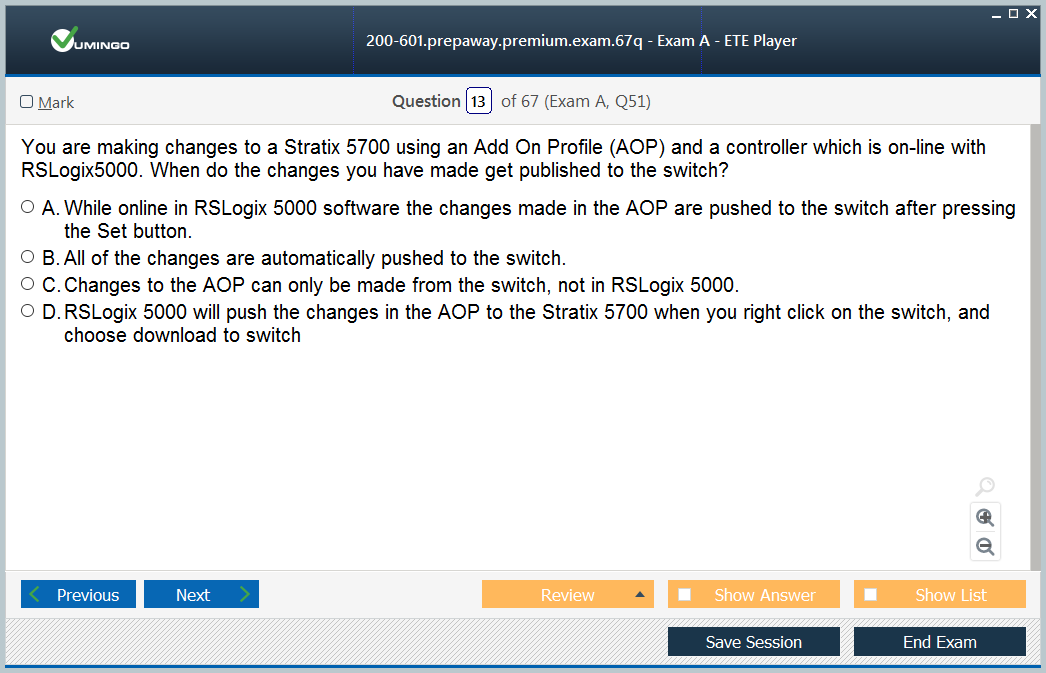 VUMINGO
200-601.prepaway.premium.exam.67q - Exam A - ETE Player
Mark
Question 13 of 67 (Exam A, Q51)
You are making changes to a Stratix 5700 using an Add On Profile (AOP) and a controller which is on-line with
RSLogix5000. When do the changes you have made get published to the switch?
A. While online in RSLogix 5000 software the changes made in the AOP are pushed to the switch after pressing
the Set button.
B. All of the changes are automatically pushed to the switch.
C. Changes to the AOP can only be made from the switch, not in RSLogix 5000.
D. RSLogix 5000 will push the changes in the AOP to the Stratix 5700 when you right click on the switch, and
choose download to switch
Previous Next Review Show Answer Show List
Save Session End Exam